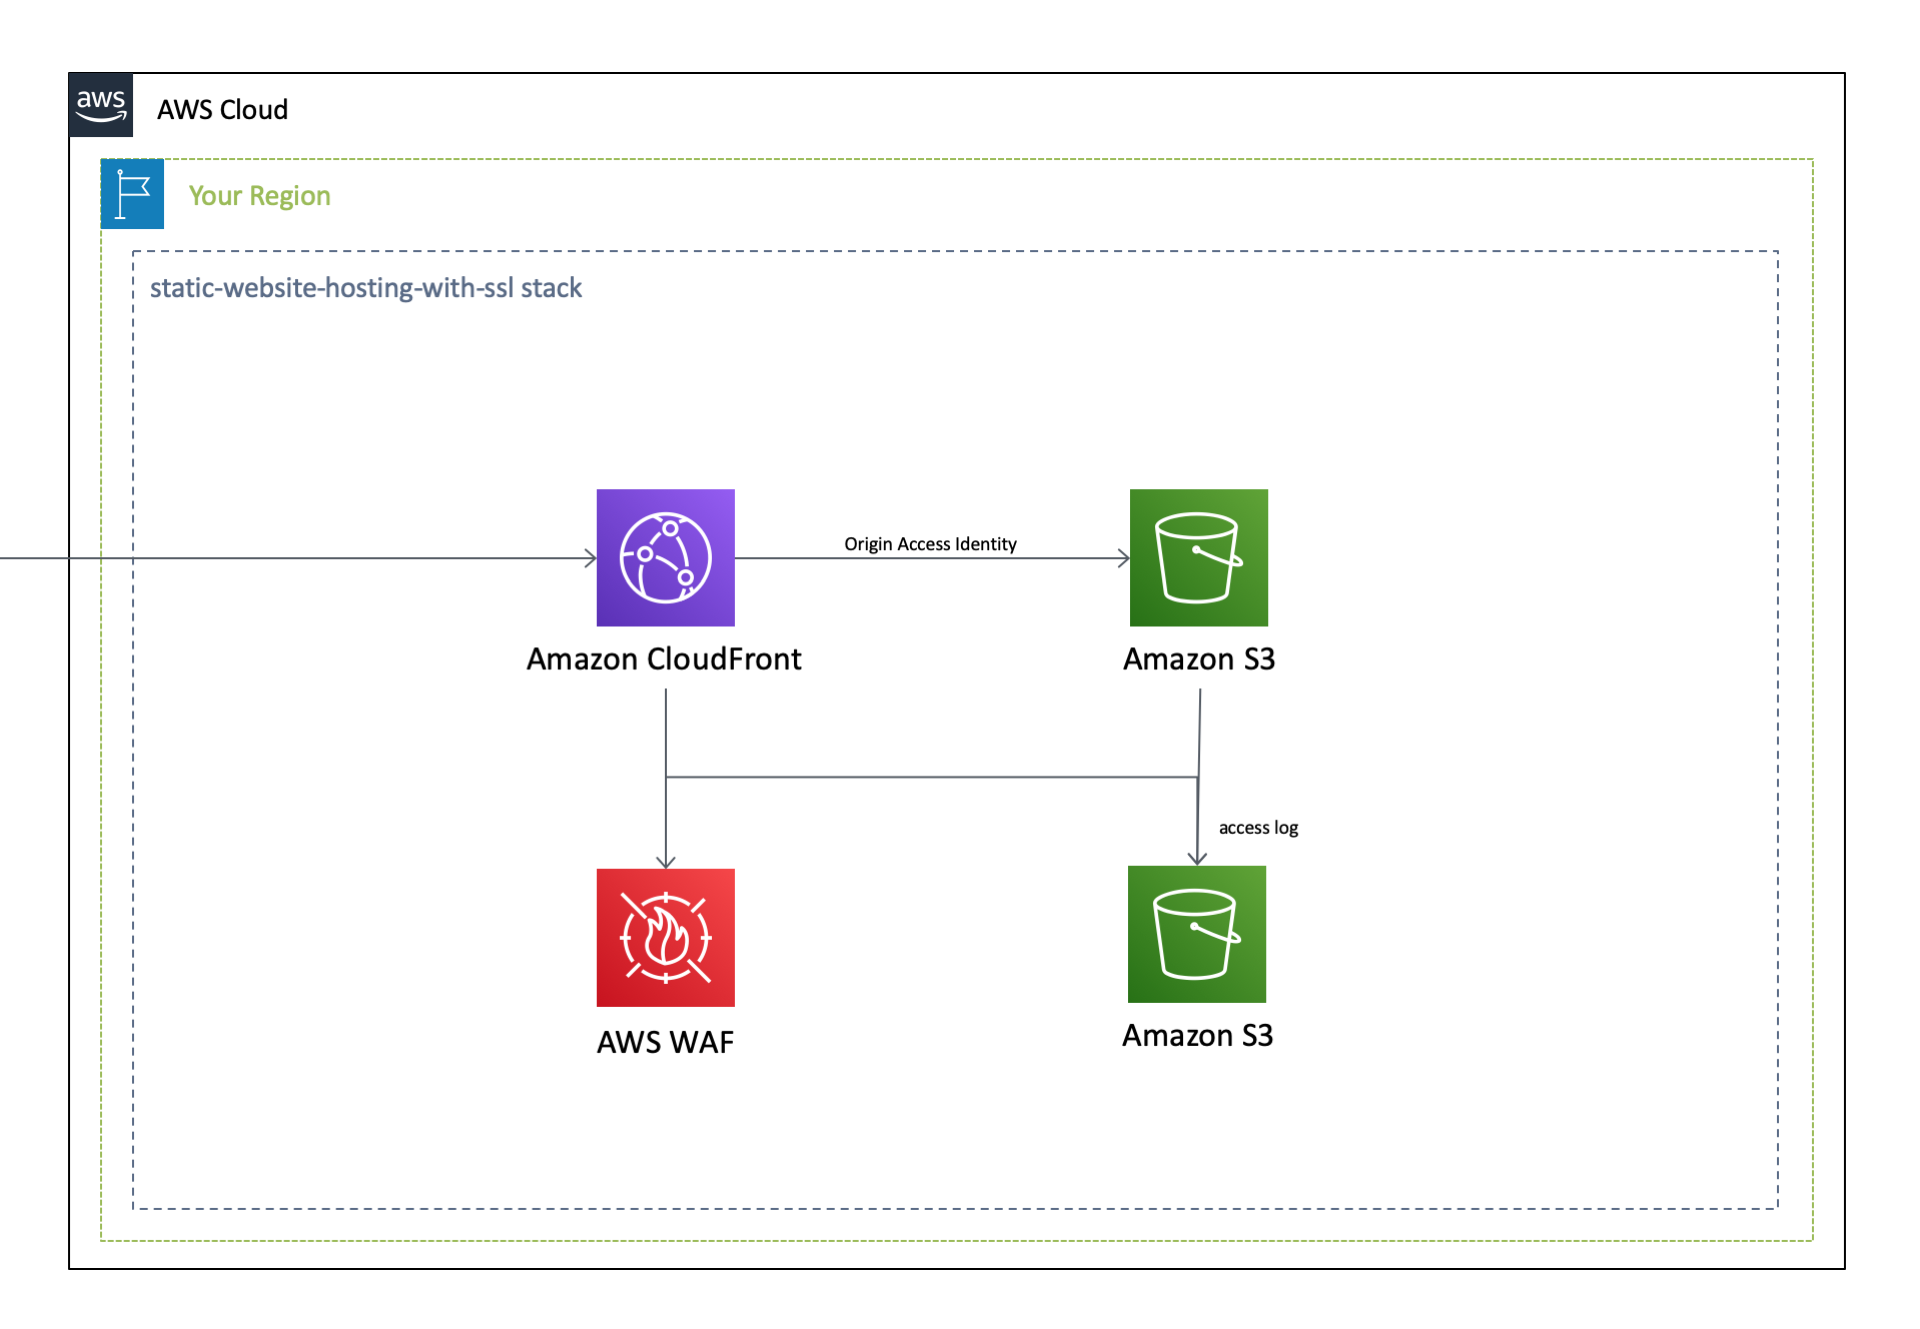 aws
AWS Cloud
Your Region
static-website-hosting-with-ssl stack
Origin Access Identity
Amazon CloudFront
Amazon S3
access log
AWS WAF
Amazon S3